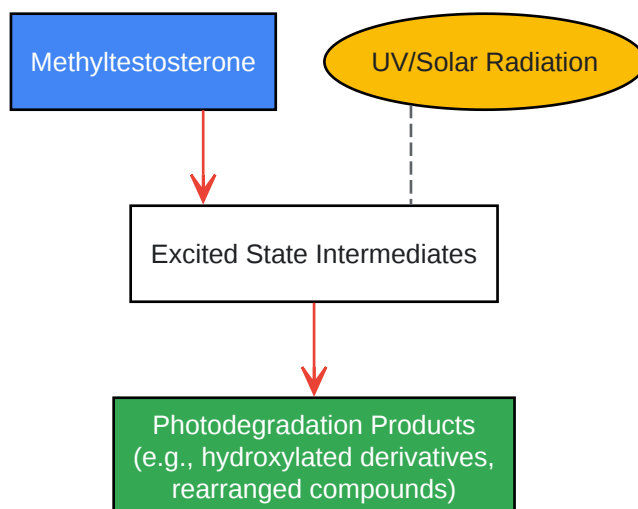 Methyltestosterone
UV/Solar Radiation
Excited State Intermediates
Photodegradation Products
(e.g., hydroxylated derivatives,
rearranged compounds)